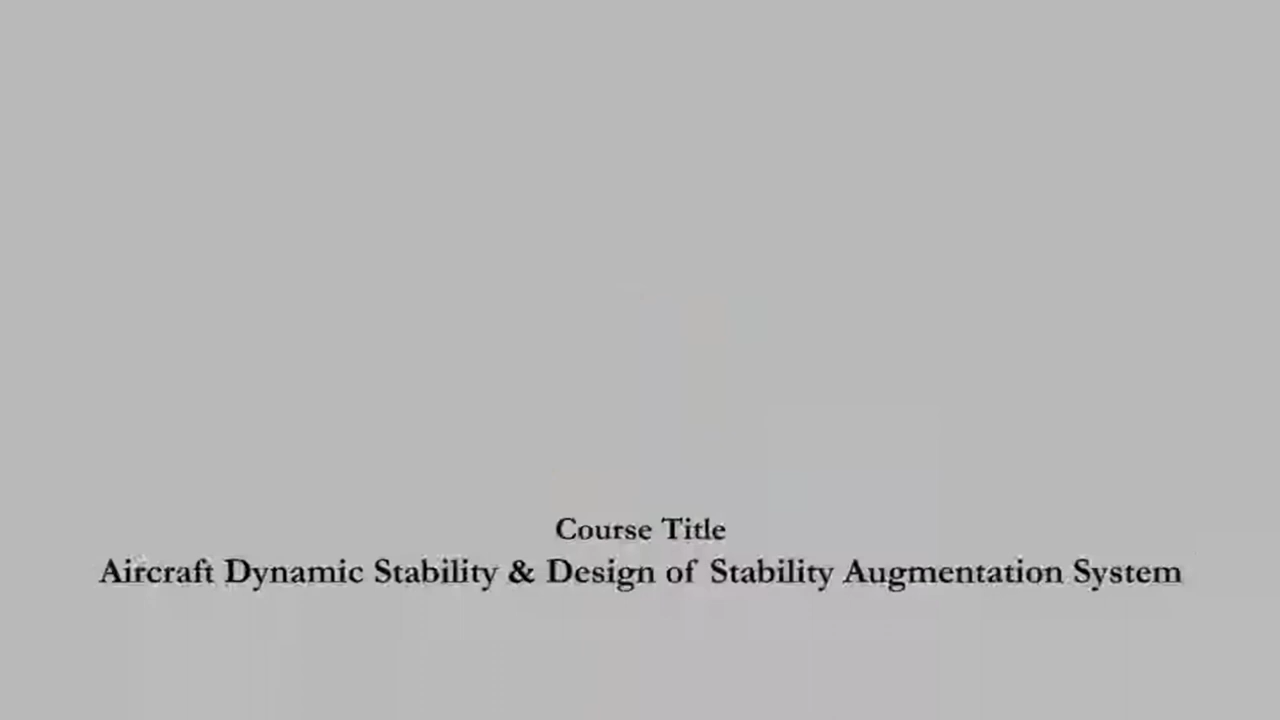 Course Title
Aircraft Dynamic Stability & Design of Stability Augmentation System